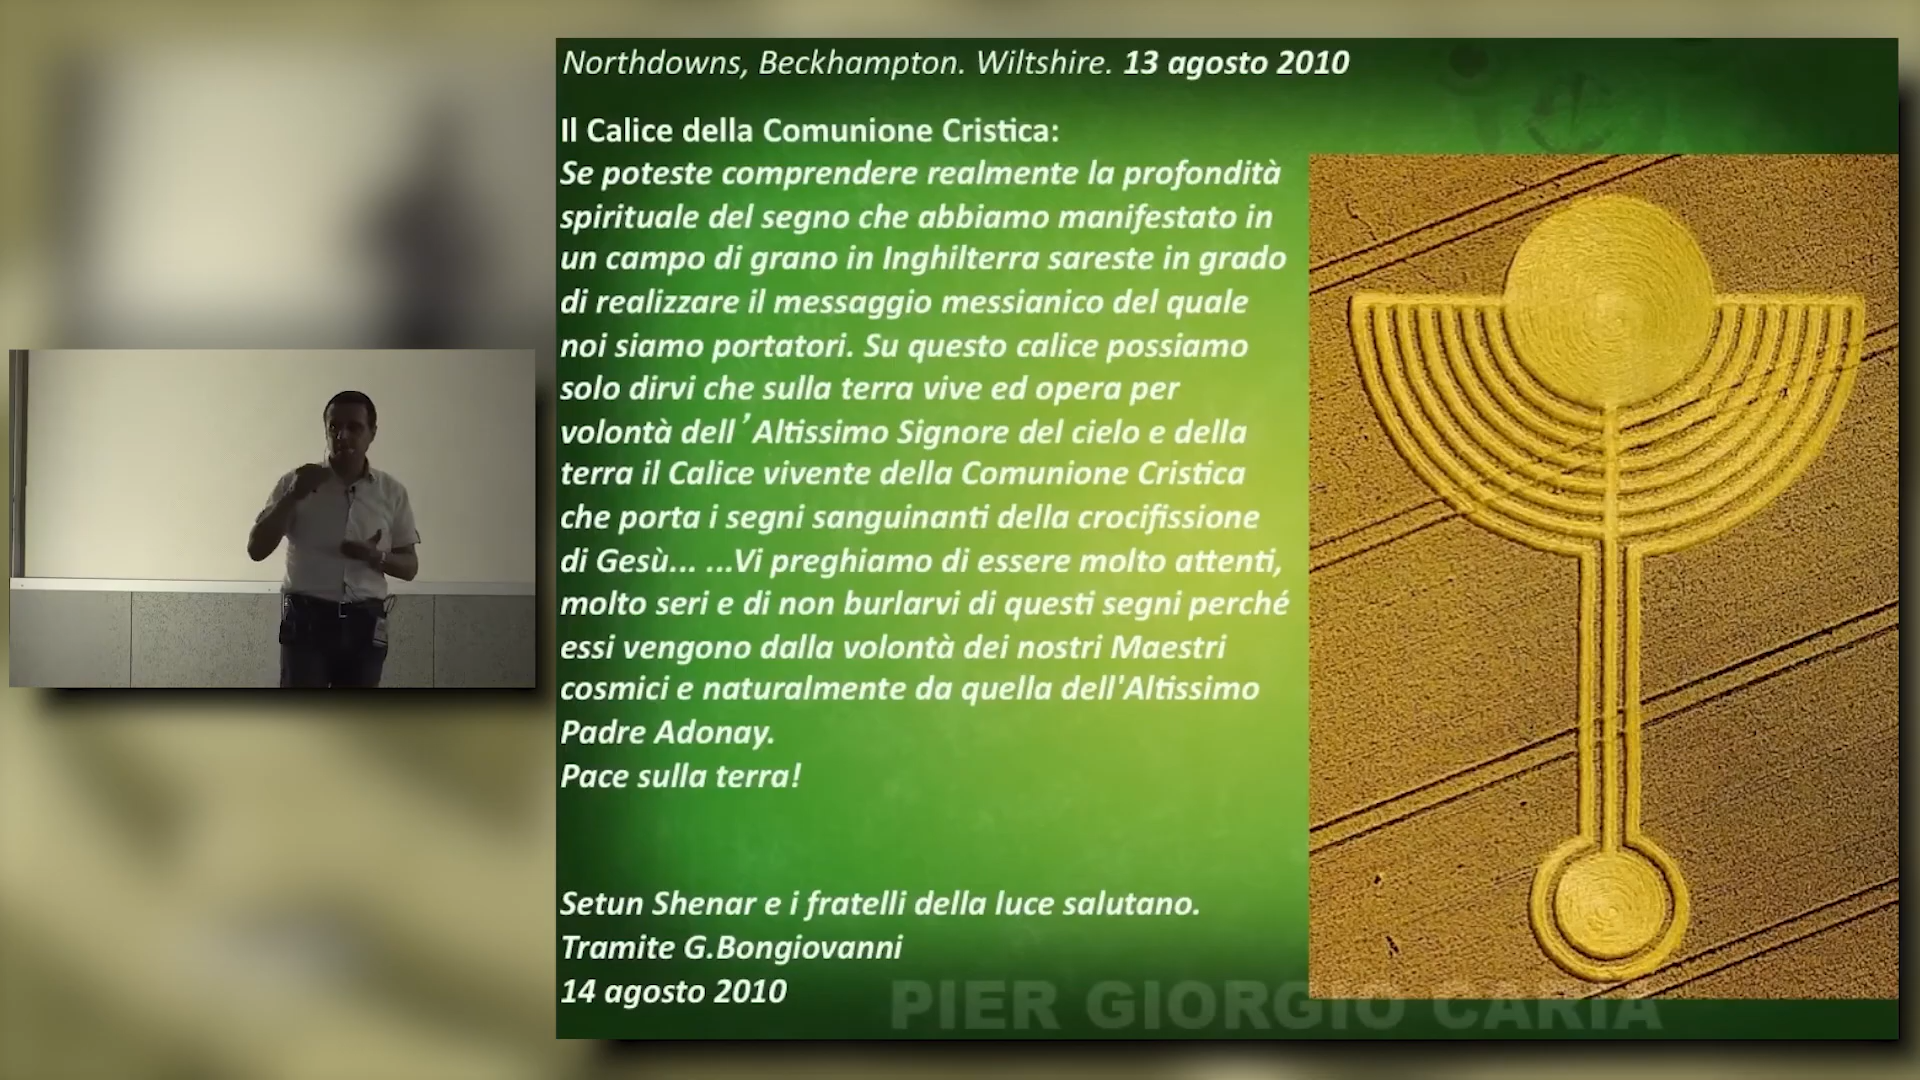 Northdowns, Beckhampton. Wiltshire. 13 agosto 2010
Il Calice della Comunione Cristica:
Se poteste comprendere realmente la profondità
spirituale del segno che abbiamo manifestato in
un campo di grano in Inghilterra sareste in grado
di realizzare il messaggio messianico del quale
noi siamo portatori. Su questo calice possiamo
solo dirvi che sulla terra vive ed opera per
volontà dell’Altissimo Signore del cielo e della
terra il Calice vivente della Comunione Cristica
che porta i segni sanguinanti della crocifissione
di Gesù... ...Vi preghiamo di essere molto attenti,
molto seri e di non burlarvi di questi segni perché
essi vengono dalla volontà dei nostri Maestri
cosmici e naturalmente da quella dell'Altissimo
Padre Adonay.
Pace sulla terra!
Setun Shenar e i fratelli della luce salutano.
Tramite G.Bongiovanni
14 agosto 2010
PIER GIORGIO CARIA